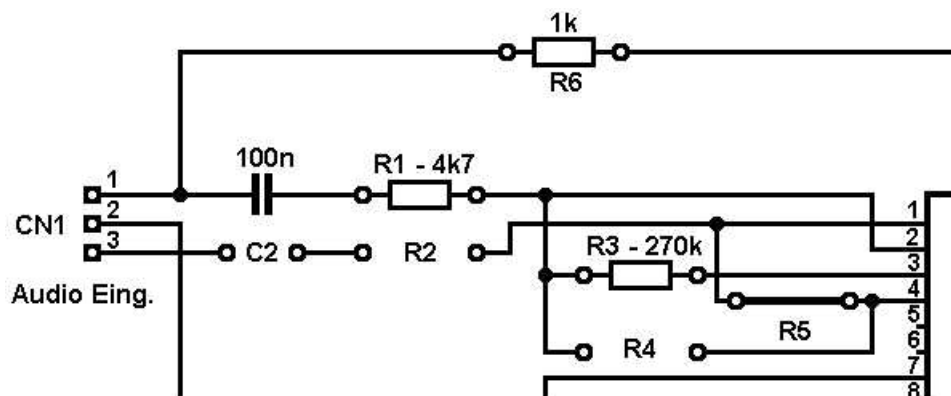 1k
R6
100n
R1 - 4k7
1
CN1
2
3
C2
R2
R3 - 270k
Audio Eing.
R4
R5
1
2
3
4
5
6
7
8